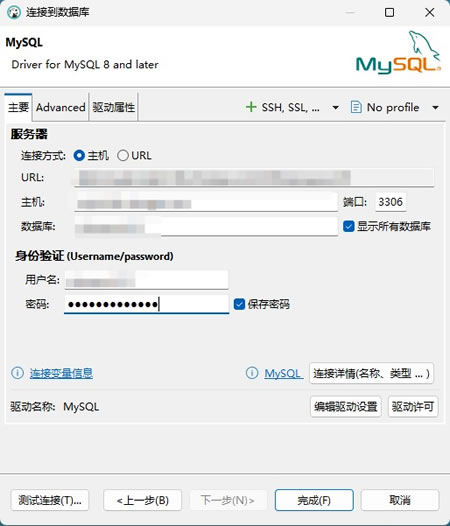 连接到数据库
MySQL
Driver for MySQL 8 and later
MySQL
主要 Advanced 驱动属性 SSH, SSL, ... No profile
服务器
连接方式: 主机 URL
URL:
主机: 端口: 3306
数据库: 显示所有数据库
身份验证 (Username/password)
用户名:
密码: ●●●●●●●●●●●●● 保存密码
连接变量信息 MySQL 连接详情(名称、类型 ... )
驱动名称: MySQL 编辑驱动设置 驱动许可
测试连接(T)... <上一步(B) 下一步(N)> 完成(F) 取消